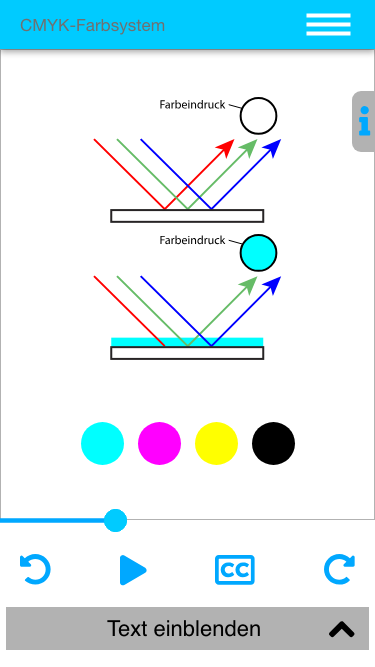 CMYK-Farbsystem
Farbeindruck
Farbeindruck
CC
Text einblenden